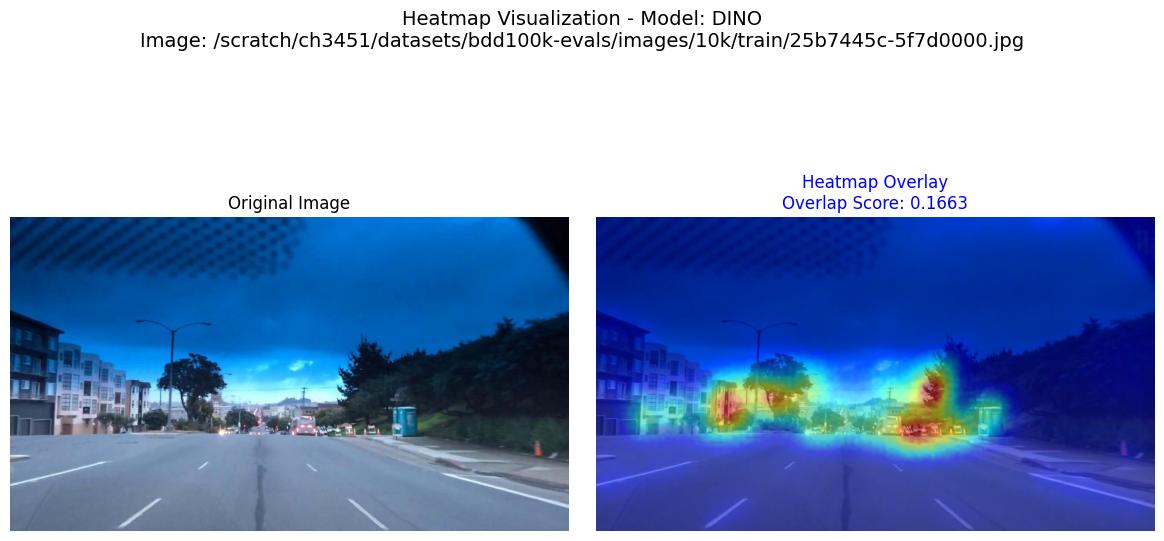 Heatmap Visualization - Model: DINO
Image: /scratch/ch3451/datasets/bdd100k-evals/images/10k/train/25b7445c-5f7d0000.jpg
Original Image
Heatmap Overlay
Overlap Score: 0.1663